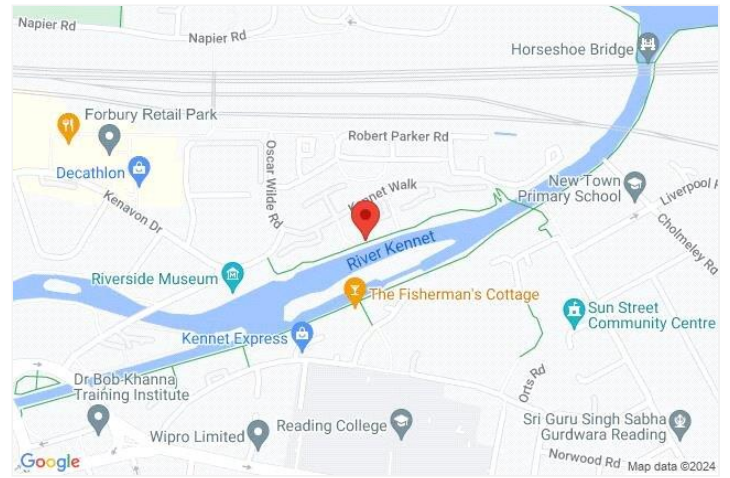 Napier Rd
Napier Rd
Horseshoe Bridge
Forbury Retail Park
Robert Parker Rd
Decathlon
Oscar Wilde Rd
Kennet Walk
New Town
Primary School
Liverpool
Kenavon Dr
Cholmeley Rd
River Kennet
Riverside Museum
The Fisherman's Cottage
Sun Street
Community Centre
Kennet Express
Dr Bob Khanna
Training Institute
Orts Rd
Wipro Limited
Reading College
Sri Guru Singh Sabha
Gurdwara Reading
Norwood Rd
Google
Map data ©2024